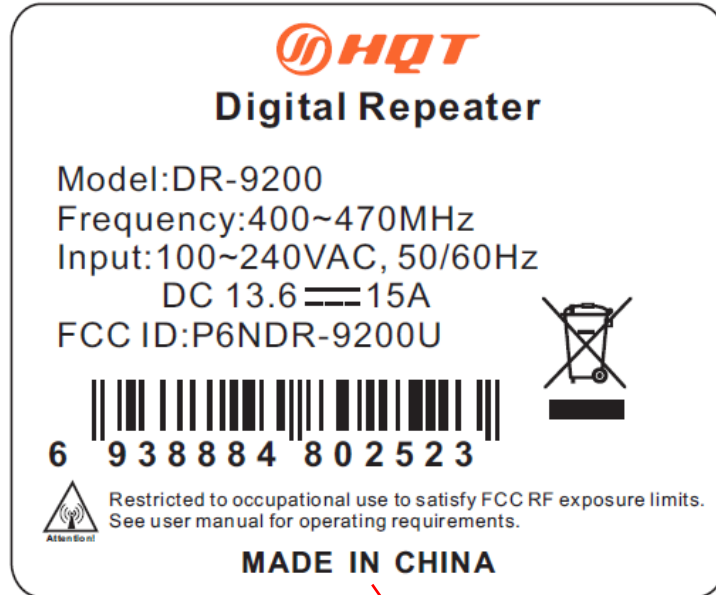 HQT
Digital Repeater
Model:DR-9200
Frequency:400~470MHz
Input:100~240VAC, 50/60Hz
DC 13.6 ⎓ 15A
FCC ID:P6NDR-9200U
6 938884 802523
Attention!
Restricted to occupational use to satisfy FCC RF exposure limits.
See user manual for operating requirements.
MADE IN CHINA